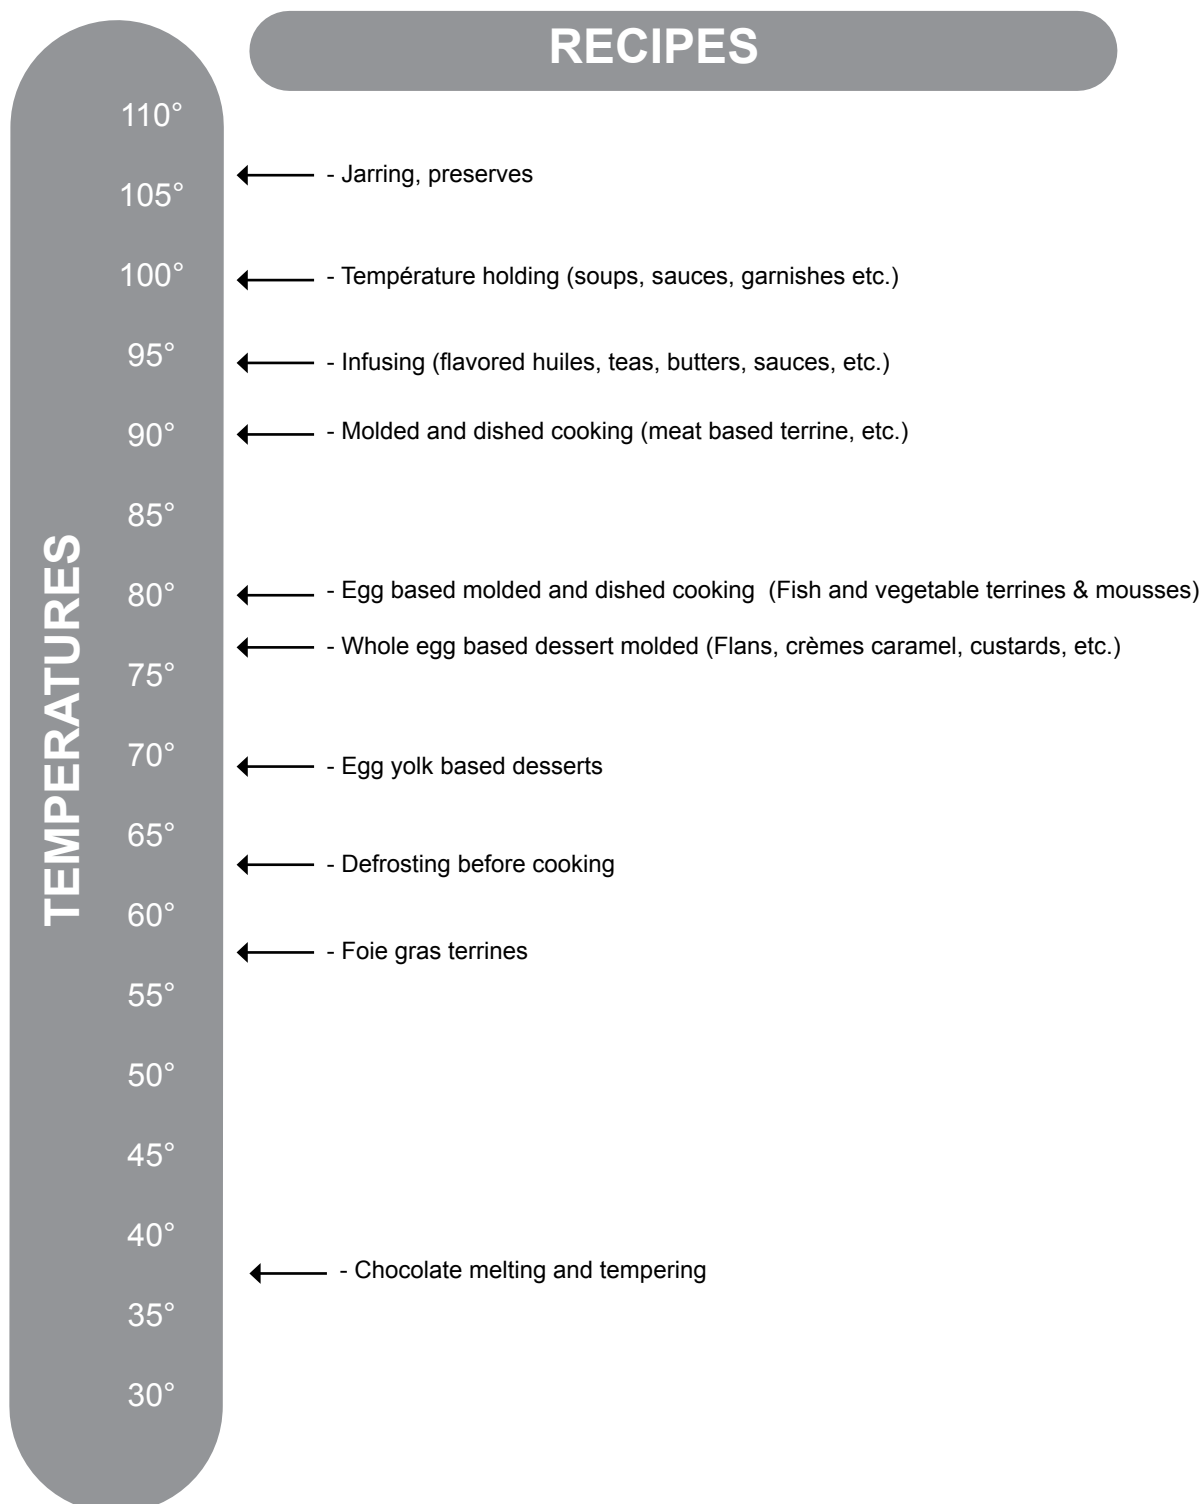 RECIPES
110°
- Jarring, preserves
105°
100°
- Température holding (soups, sauces, garnishes etc.)
95°
- Infusing (flavored huiles, teas, butters, sauces, etc.)
90°
- Molded and dished cooking (meat based terrine, etc.)
85°
80°
- Egg based molded and dished cooking  (Fish and vegetable terrines & mousses)
- Whole egg based dessert molded (Flans, crèmes caramel, custards, etc.)
75°
TEMPERATURES
70°
- Egg yolk based desserts
65°
- Defrosting before cooking
60°
- Foie gras terrines
55°
50°
45°
40°
- Chocolate melting and tempering
35°
30°